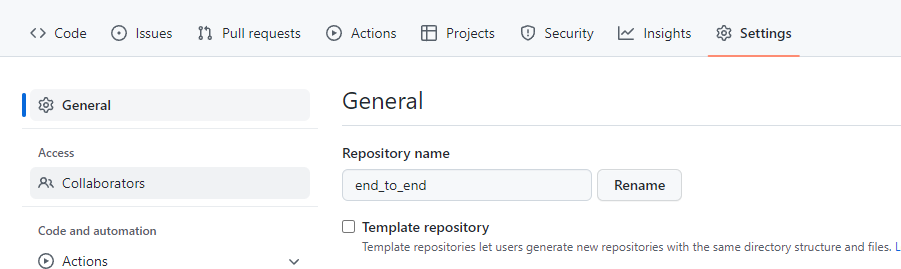 Code Issues Pull requests Actions Projects Security Insights Settings
General
Access
Collaborators
Code and automation
Actions
General
Repository name
end_to_end Rename
Template repository
Template repositories let users generate new repositories with the same directory structure and files. L